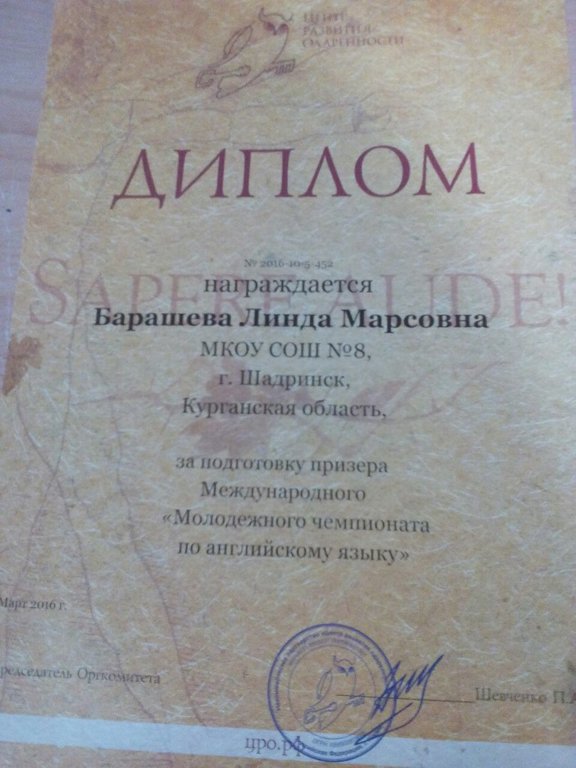 ЦЕНТР
РАЗВИТИЯ
ОДАРЕННОСТИ
ДИПЛОМ
№ 2016-10-5-452
SAPERE AUDE!
награждается
Барашева Линда Марсовна
МКОУ СОШ №8,
г. Шадринск,
Курганская область,
за подготовку призера
Международного
«Молодежного чемпионата
по английскому языку»
Март 2016 г.
редседатель Оргкомитета
Шевченко П.А
цро.рф